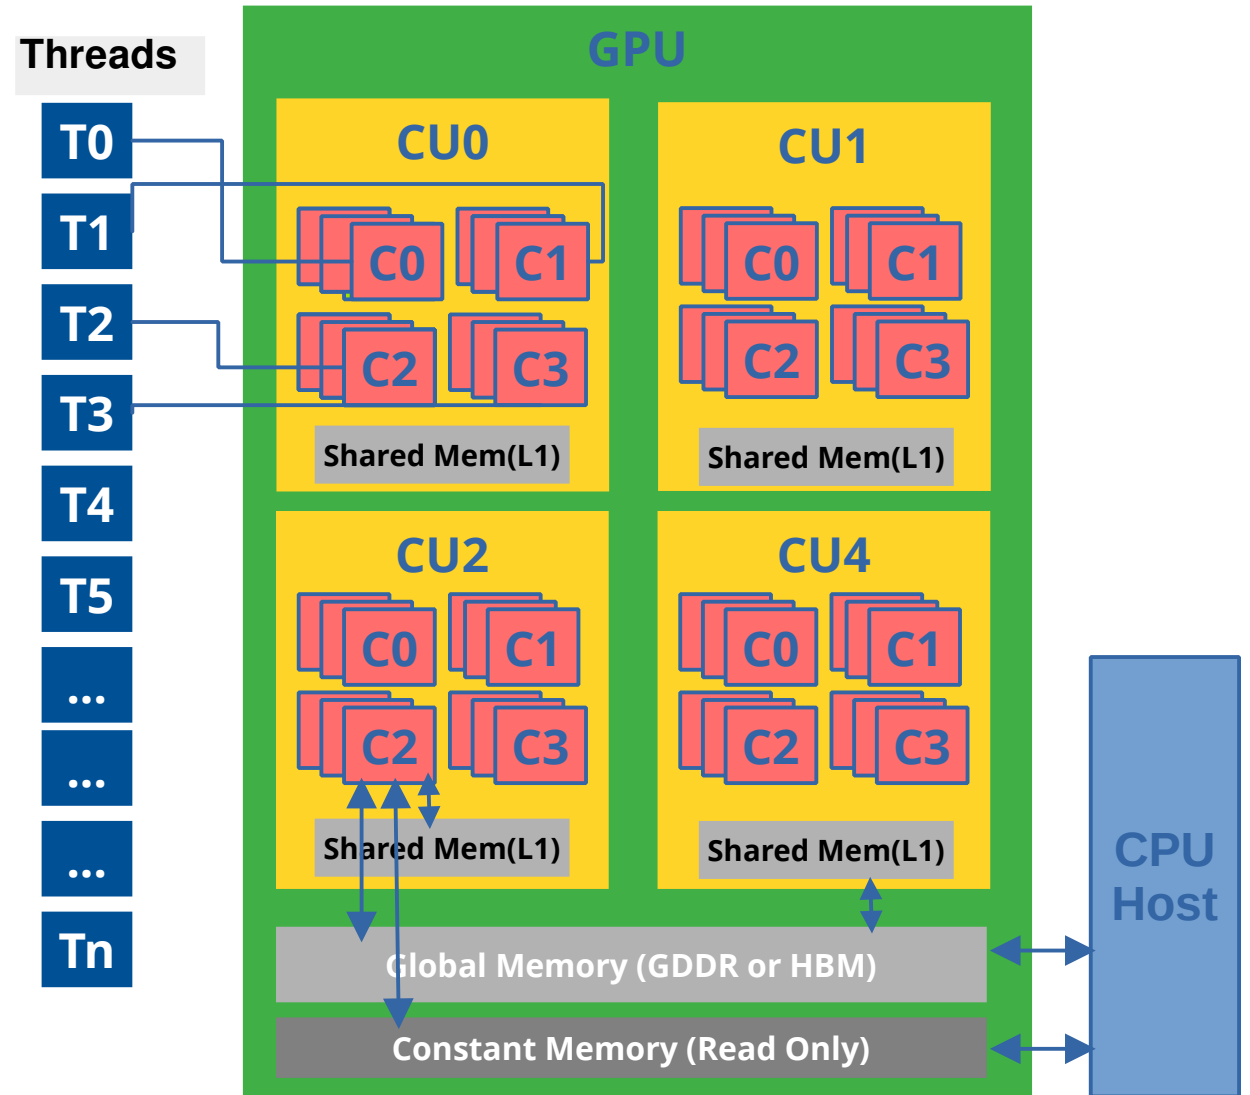 Threads
T0
T1
T2
T3
T4
T5
...
...
...
Tn
GPU
CU0
C0
C1
C2
C3
Shared Mem(L1)
CU1
C0
C1
C2
C3
Shared Mem(L1)
CU2
C0
C1
C2
C3
Shared Mem(L1)
CU4
C0
C1
C2
C3
Shared Mem(L1)
Global Memory (GDDR or HBM)
Constant Memory (Read Only)
CPU
Host